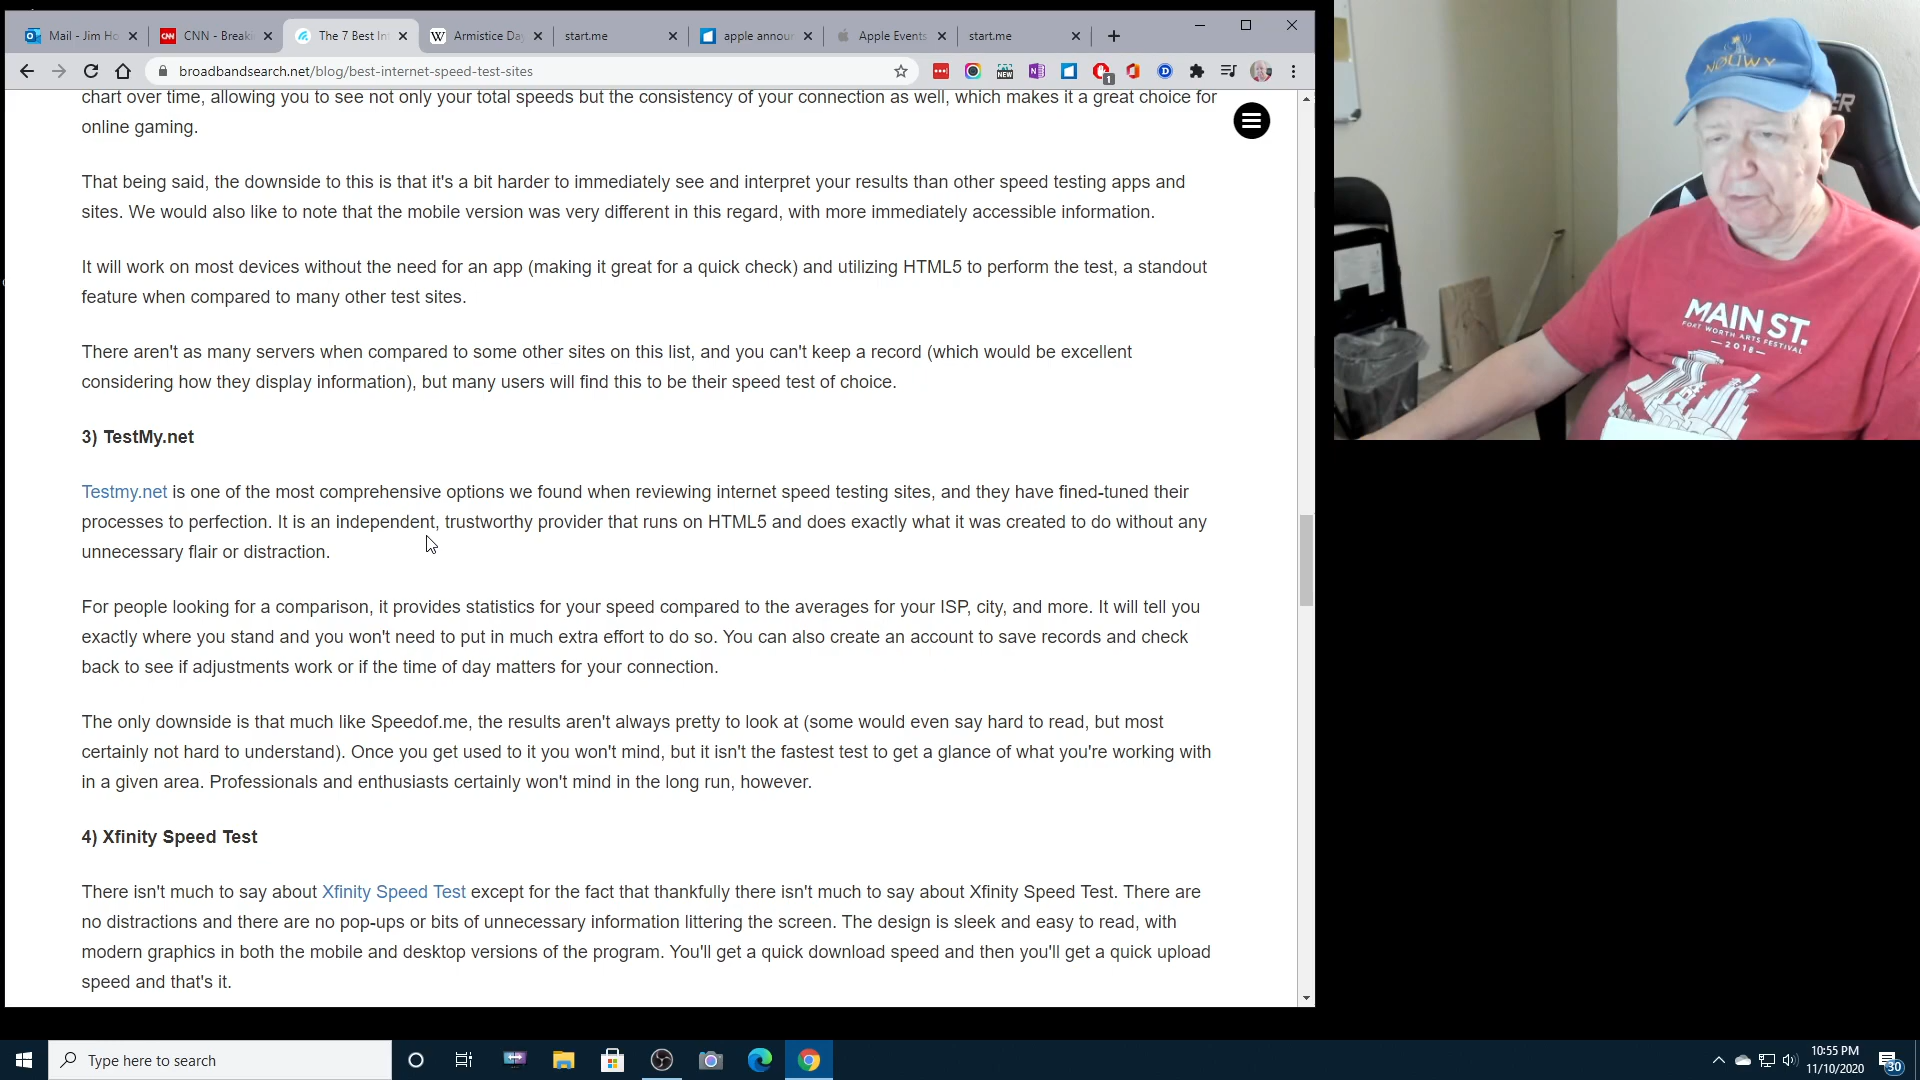 Mail - Jim Ho
CNN - Breaki
The 7 Best In
Armistice Da
start.me
apple annou
Apple Events
start.me
broadbandsearch.net/blog/best-internet-speed-test-sites
NEW
1
chart over time, allowing you to see not only your total speeds but the consistency of your connection as well, which makes it a great choice for
online gaming.
That being said, the downside to this is that it's a bit harder to immediately see and interpret your results than other speed testing apps and
sites. We would also like to note that the mobile version was very different in this regard, with more immediately accessible information.
It will work on most devices without the need for an app (making it great for a quick check) and utilizing HTML5 to perform the test, a standout
feature when compared to many other test sites.
There aren't as many servers when compared to some other sites on this list, and you can't keep a record (which would be excellent
considering how they display information), but many users will find this to be their speed test of choice.
3) TestMy.net
Testmy.net is one of the most comprehensive options we found when reviewing internet speed testing sites, and they have fined-tuned their
processes to perfection. It is an independent, trustworthy provider that runs on HTML5 and does exactly what it was created to do without any
unnecessary flair or distraction.
For people looking for a comparison, it provides statistics for your speed compared to the averages for your ISP, city, and more. It will tell you
exactly where you stand and you won't need to put in much extra effort to do so. You can also create an account to save records and check
back to see if adjustments work or if the time of day matters for your connection.
The only downside is that much like Speedof.me, the results aren't always pretty to look at (some would even say hard to read, but most
certainly not hard to understand). Once you get used to it you won't mind, but it isn't the fastest test to get a glance of what you're working with
in a given area. Professionals and enthusiasts certainly won't mind in the long run, however.
4) Xfinity Speed Test
There isn't much to say about Xfinity Speed Test except for the fact that thankfully there isn't much to say about Xfinity Speed Test. There are
no distractions and there are no pop-ups or bits of unnecessary information littering the screen. The design is sleek and easy to read, with
modern graphics in both the mobile and desktop versions of the program. You'll get a quick download speed and then you'll get a quick upload
speed and that's it.
NOUWY
ER
MAIN ST.
FORT WORTH ARTS FESTIVAL
2018
Type here to search
10:55 PM
11/10/2020
30